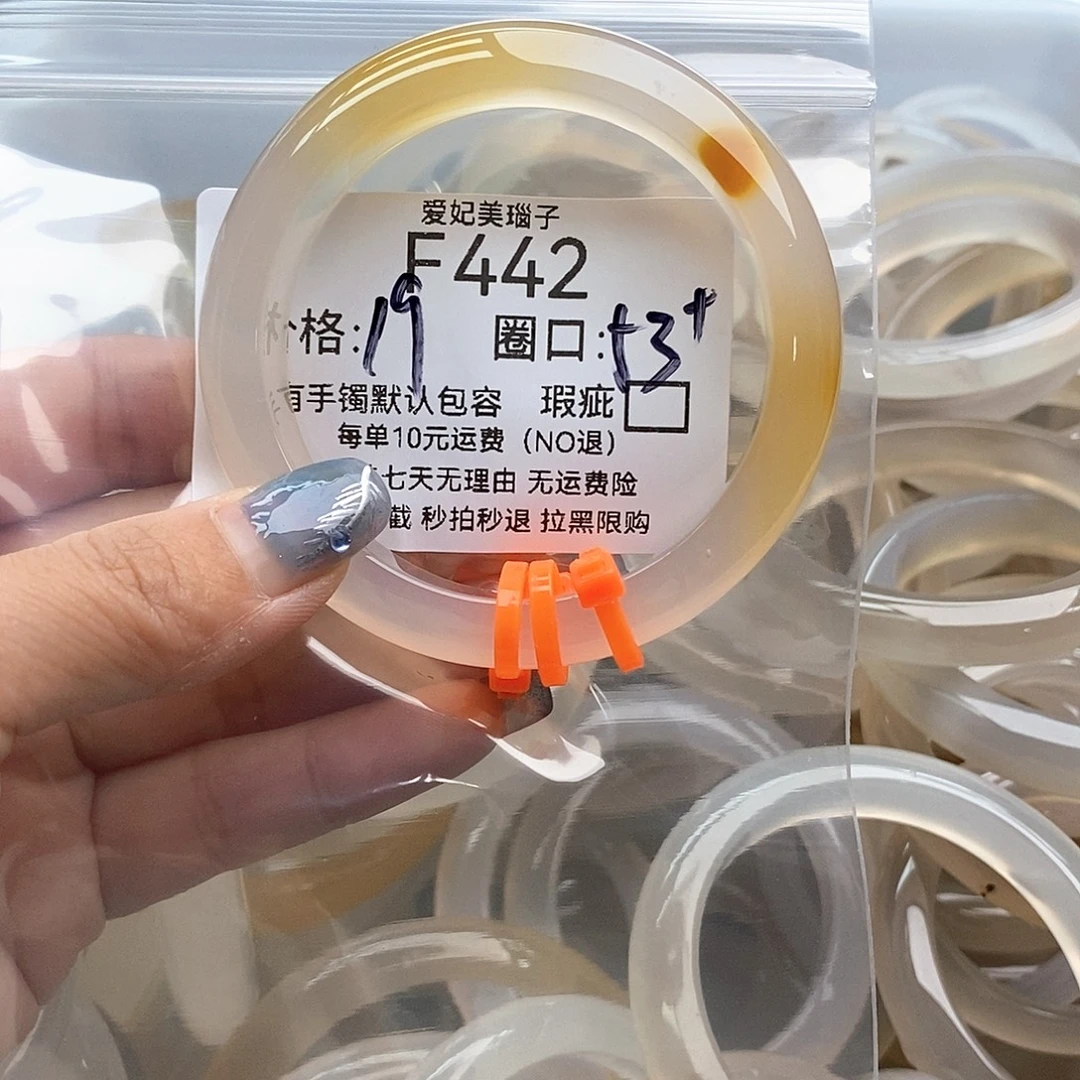 爱妃美瑙子
F442
价格:19 圈口:53+
有手镯默认包容 瑕疵
每单10元运费（NO退）
七天无理由 无运费险
截 秒拍秒退 拉黑限购